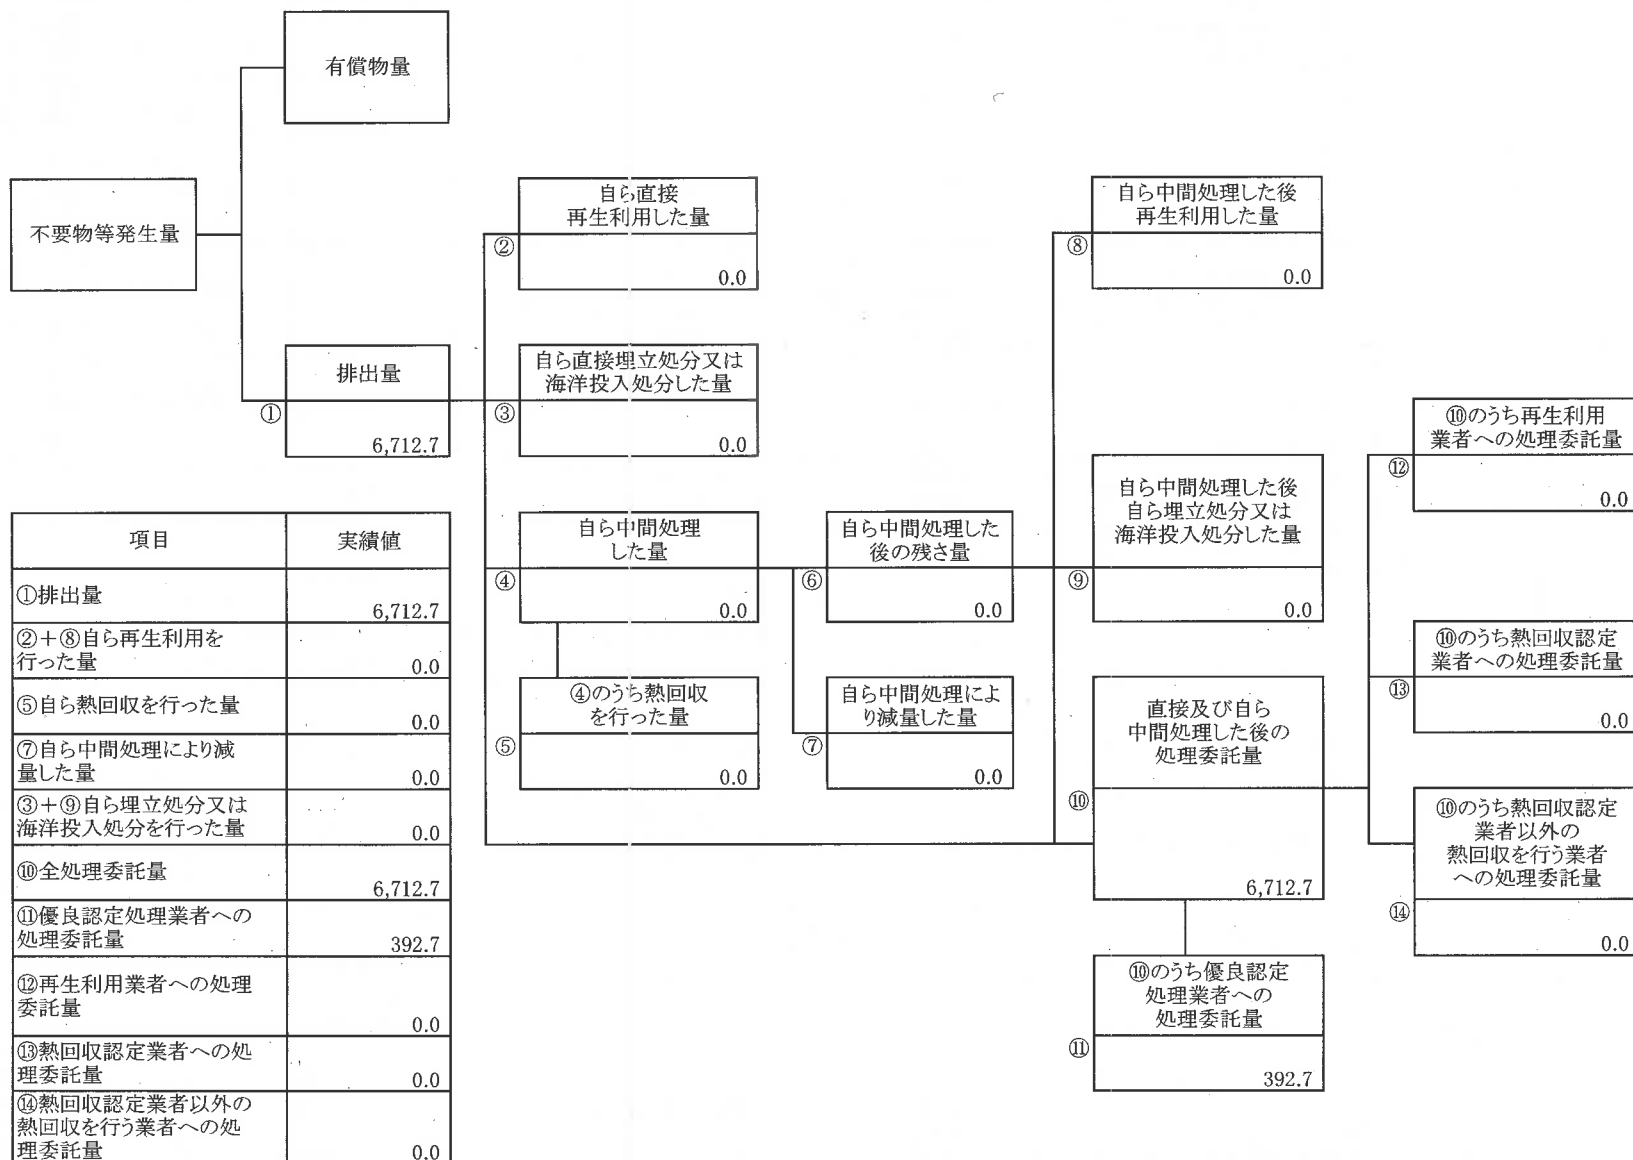 有償物量
不要物等発生量
排出量
①
6,712.7
自ら直接
再生利用した量
②
0.0
自ら直接埋立処分又は
海洋投入処分した量
③
0.0
自ら中間処理
した量
④
0.0
④のうち熱回収
を行った量
⑤
0.0
自ら中間処理した
後の残さ量
⑥
0.0
自ら中間処理によ
り減量した量
⑦
0.0
自ら中間処理した後
再生利用した量
⑧
0.0
自ら中間処理した後
自ら埋立処分又は
海洋投入処分した量
⑨
0.0
直接及び自ら
中間処理した後の
処理委託量
⑩
6,712.7
⑩のうち優良認定
処理業者への
処理委託量
⑪
392.7
⑩のうち再生利用
業者への処理委託量
⑫
0.0
⑩のうち熱回収認定
業者への処理委託量
⑬
0.0
⑩のうち熱回収認定
業者以外の
熱回収を行う業者
への処理委託量
⑭
0.0
項目 実績値
①排出量
6,712.7
②+⑧自ら再生利用を
行った量
0.0
⑤自ら熱回収を行った量
0.0
⑦自ら中間処理により減
量した量
0.0
③+⑨自ら埋立処分又は
海洋投入処分を行った量
0.0
⑩全処理委託量
6,712.7
⑪優良認定処理業者への
処理委託量
392.7
⑫再生利用業者への処理
委託量
0.0
⑬熱回収認定業者への処
理委託量
0.0
⑭熱回収認定業者以外の
熱回収を行う業者への処
理委託量
0.0